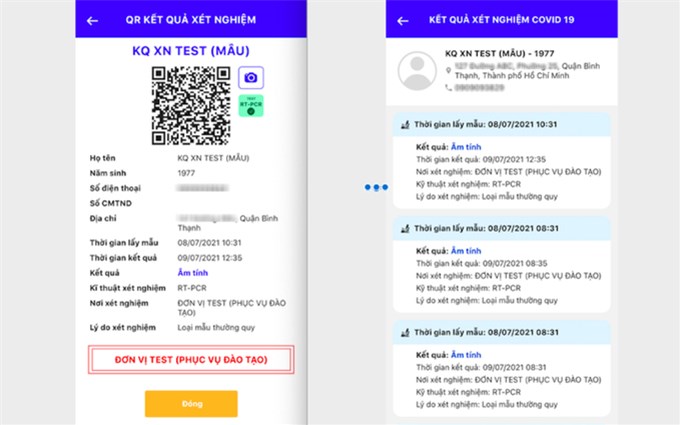 QR KẾT QUẢ XÉT NGHIỆM
KQ XN TEST (MẪU)
RT-PCR
Họ tên KQ XN TEST (MẪU)
Năm sinh 1977
Số điện thoại
Số CMTND
Địa chỉ , Quận Bình
Thạnh
Thời gian lấy mẫu 08/07/2021 10:31
Thời gian kết quả 09/07/2021 12:35
Kết quả Âm tính
Kĩ thuật xét nghiệm RT-PCR
Nơi xét nghiệm ĐƠN VỊ TEST (PHỤC VỤ ĐÀO
TẠO)
Lý do xét nghiệm Loại mẫu thường quy
ĐƠN VỊ TEST (PHỤC VỤ ĐÀO TẠO)
Đóng
KẾT QUẢ XÉT NGHIỆM COVID 19
KQ XN TEST (MẪU) - 1977
Quận Bình
Thạnh, Thành phố Hồ Chí Minh
Thời gian lấy mẫu: 08/07/2021 10:31
Kết quả: Âm tính
Thời gian kết quả: 09/07/2021 12:35
Nơi xét nghiệm: ĐƠN VỊ TEST (PHỤC VỤ ĐÀO TẠO)
Kỹ thuật xét nghiệm: RT-PCR
Lý do xét nghiệm: Loại mẫu thường quy
Thời gian lấy mẫu: 08/07/2021 08:31
Kết quả: Âm tính
Thời gian kết quả: 09/07/2021 08:35
Nơi xét nghiệm: ĐƠN VỊ TEST (PHỤC VỤ ĐÀO TẠO)
Kỹ thuật xét nghiệm: RT-PCR
Lý do xét nghiệm: Loại mẫu thường quy
Thời gian lấy mẫu: 08/07/2021 08:31
Kết quả: Âm tính
Thời gian kết quả: 09/07/2021 08:31
Nơi xét nghiệm: ĐƠN VỊ TEST (PHỤC VỤ ĐÀO TẠO)
Kỹ thuật xét nghiệm: RT-PCR
Lý do xét nghiệm: Loại mẫu thường quy